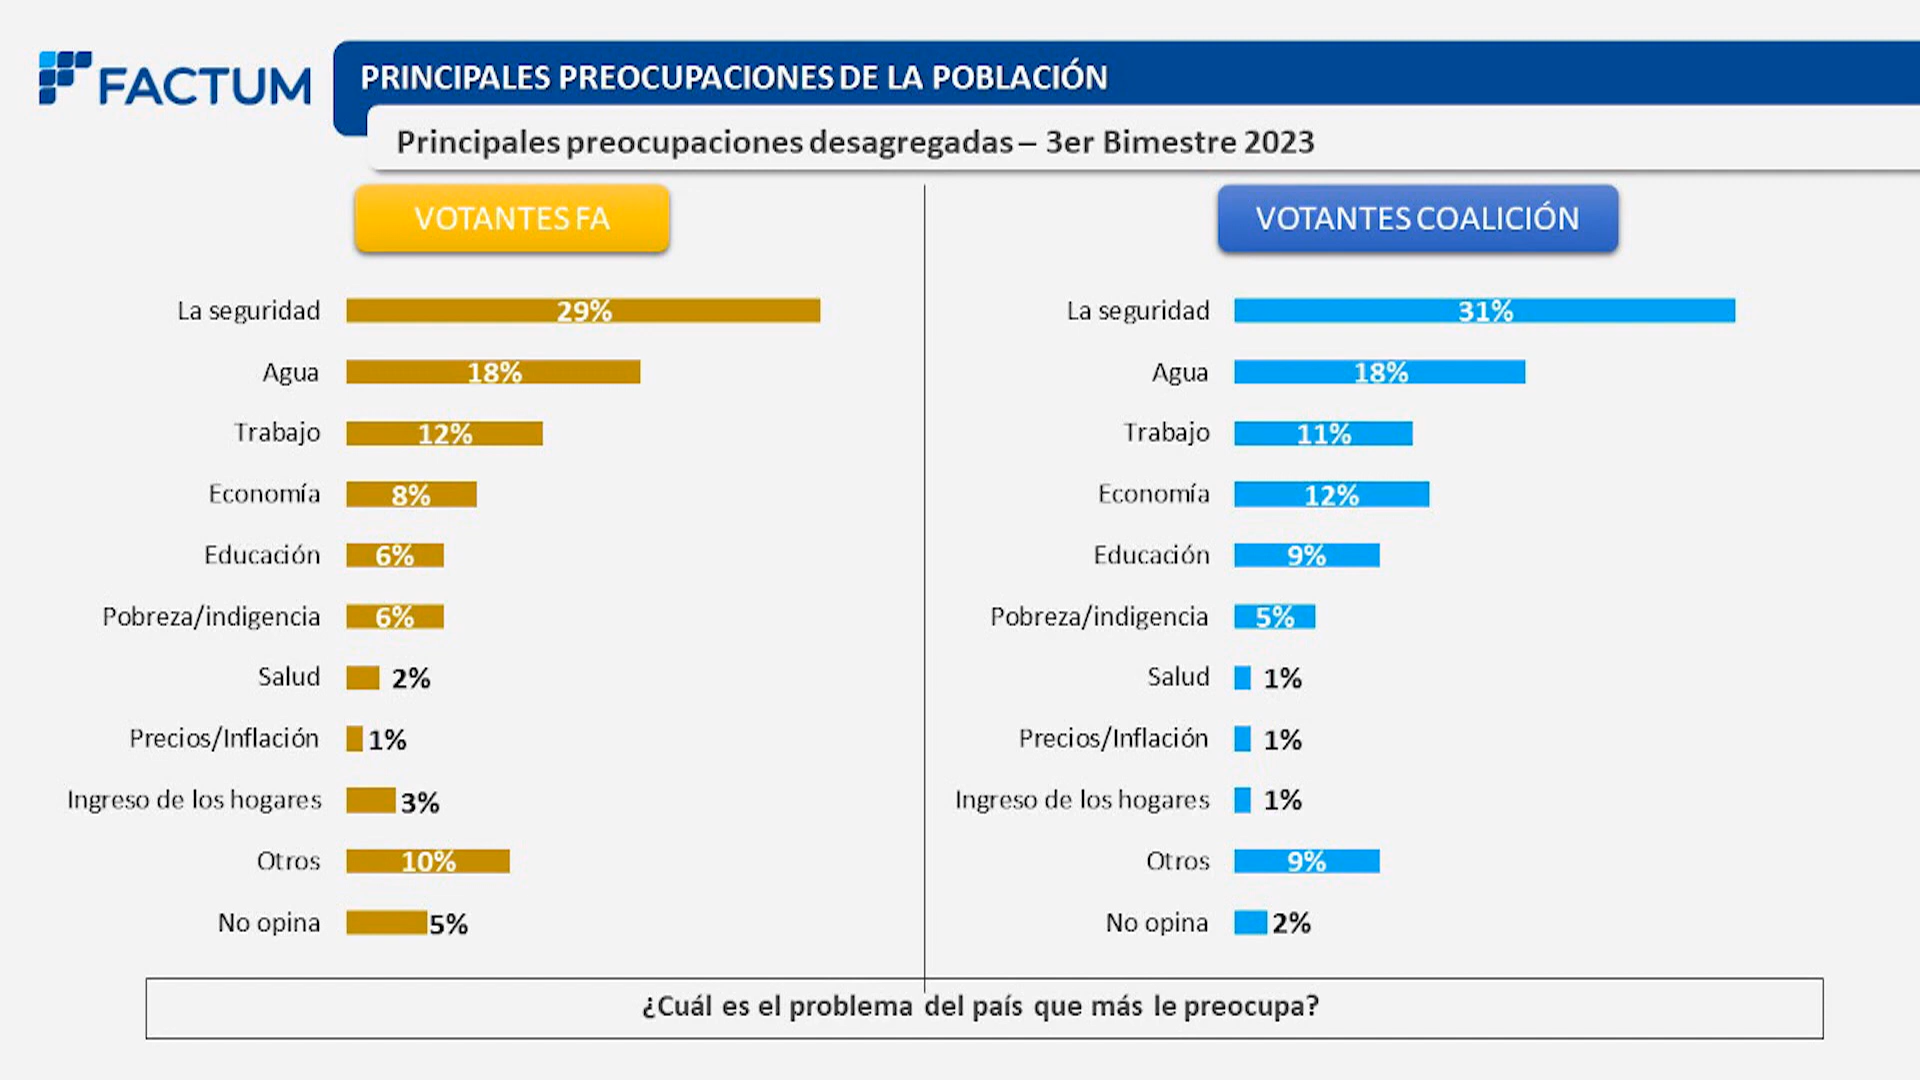 FACTUM
PRINCIPALES PREOCUPACIONES DE LA POBLACIÓN
Principales preocupaciones desagregadas – 3er Bimestre 2023
VOTANTES FA
La seguridad 29%
Agua 18%
Trabajo 12%
Economía 8%
Educación 6%
Pobreza/indigencia 6%
Salud 2%
Precios/Inflación 1%
Ingreso de los hogares 3%
Otros 10%
No opina 5%
VOTANTES COALICIÓN
La seguridad 31%
Agua 18%
Trabajo 11%
Economía 12%
Educación 9%
Pobreza/indigencia 5%
Salud 1%
Precios/Inflación 1%
Ingreso de los hogares 1%
Otros 9%
No opina 2%
¿Cuál es el problema del país que más le preocupa?